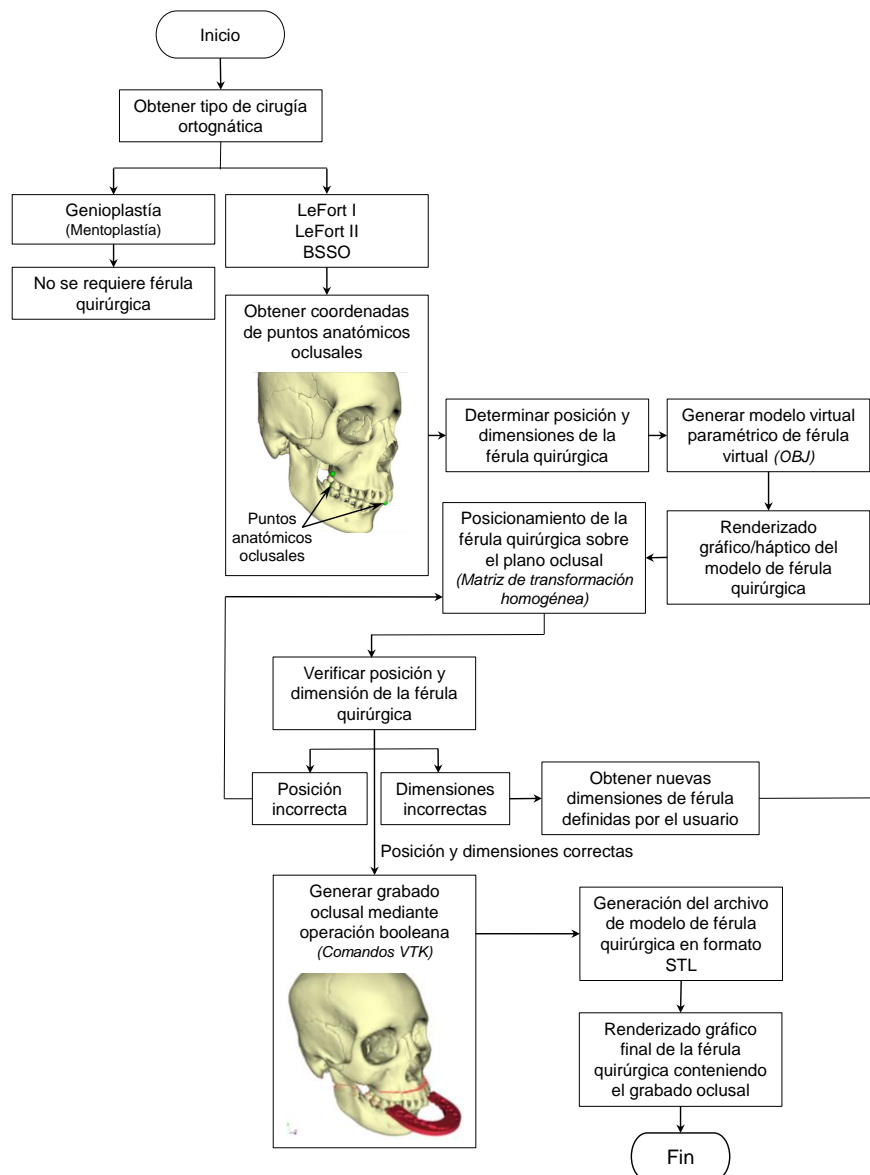 Inicio
Obtener tipo de cirugía
ortognática
Genioplastía
(Mentoplastía)
LeFort I
LeFort II
BSSO
No se requiere férula
quirúrgica
Obtener coordenadas
de puntos anatómicos
oclusales
Puntos
anatómicos
oclusales
Determinar posición y
dimensiones de la
férula quirúrgica
Generar modelo virtual
paramétrico de férula
virtual (OBJ)
Renderizado
gráfico/háptico del
modelo de férula
quirúrgica
Posicionamiento de la
férula quirúrgica sobre
el plano oclusal
(Matriz de transformación
homogénea)
Verificar posición y
dimensión de la férula
quirúrgica
Posición
incorrecta
Dimensiones
incorrectas
Obtener nuevas
dimensiones de férula
definidas por el usuario
Posición y dimensiones correctas
Generar grabado
oclusal mediante
operación booleana
(Comandos VTK)
Generación del archivo
de modelo de férula
quirúrgica en formato
STL
Renderizado gráfico
final de la férula
quirúrgica conteniendo
el grabado oclusal
Fin